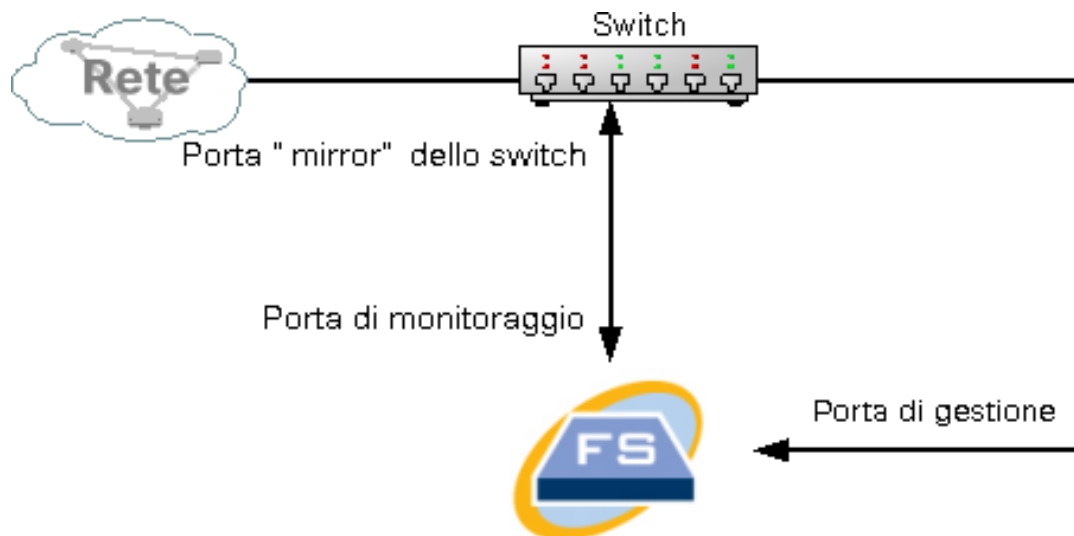 Switch
Rete
Porta " mirror" dello switch
Porta di monitoraggio
Porta di gestione
FS